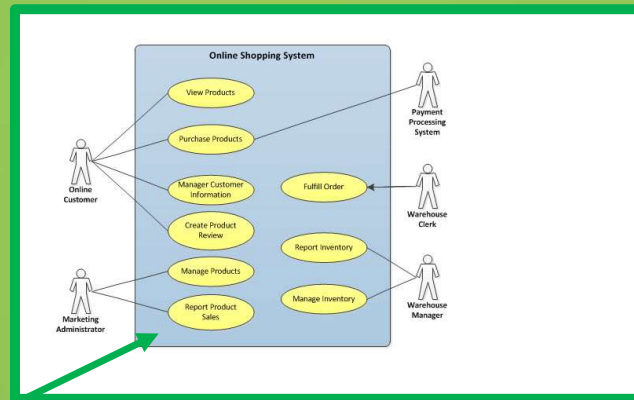 Online Shopping System
View Products
Payment
Processing
System
Purchase Products
Online
Customer
Manager Customer
Information
Fulfill Order
Warehouse
Clerk
Create Product
Review
Report Inventory
Manage Products
Marketing
Administrator
Report Product
Sales
Manage Inventory
Warehouse
Manager